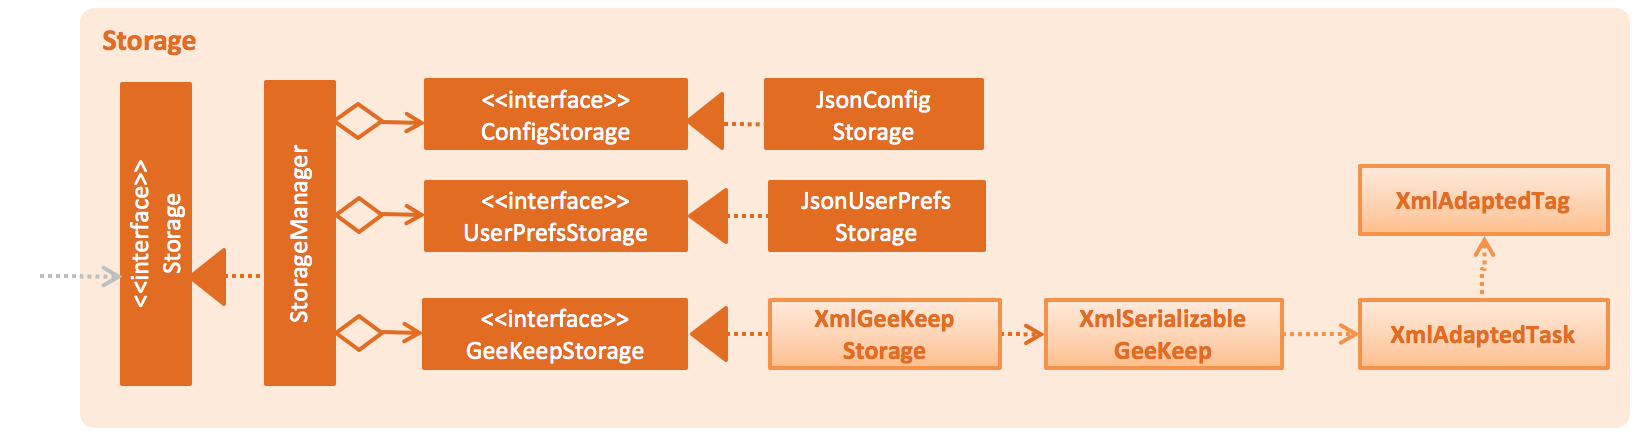 Storage
<<interface>>
Storage
StorageManager
<<interface>>
ConfigStorage
JsonConfig
Storage
<<interface>>
UserPrefsStorage
JsonUserPrefs
Storage
<<interface>>
GeeKeepStorage
XmlGeeKeep
Storage
XmlSerializable
GeeKeep
XmlAdaptedTag
XmlAdaptedTask